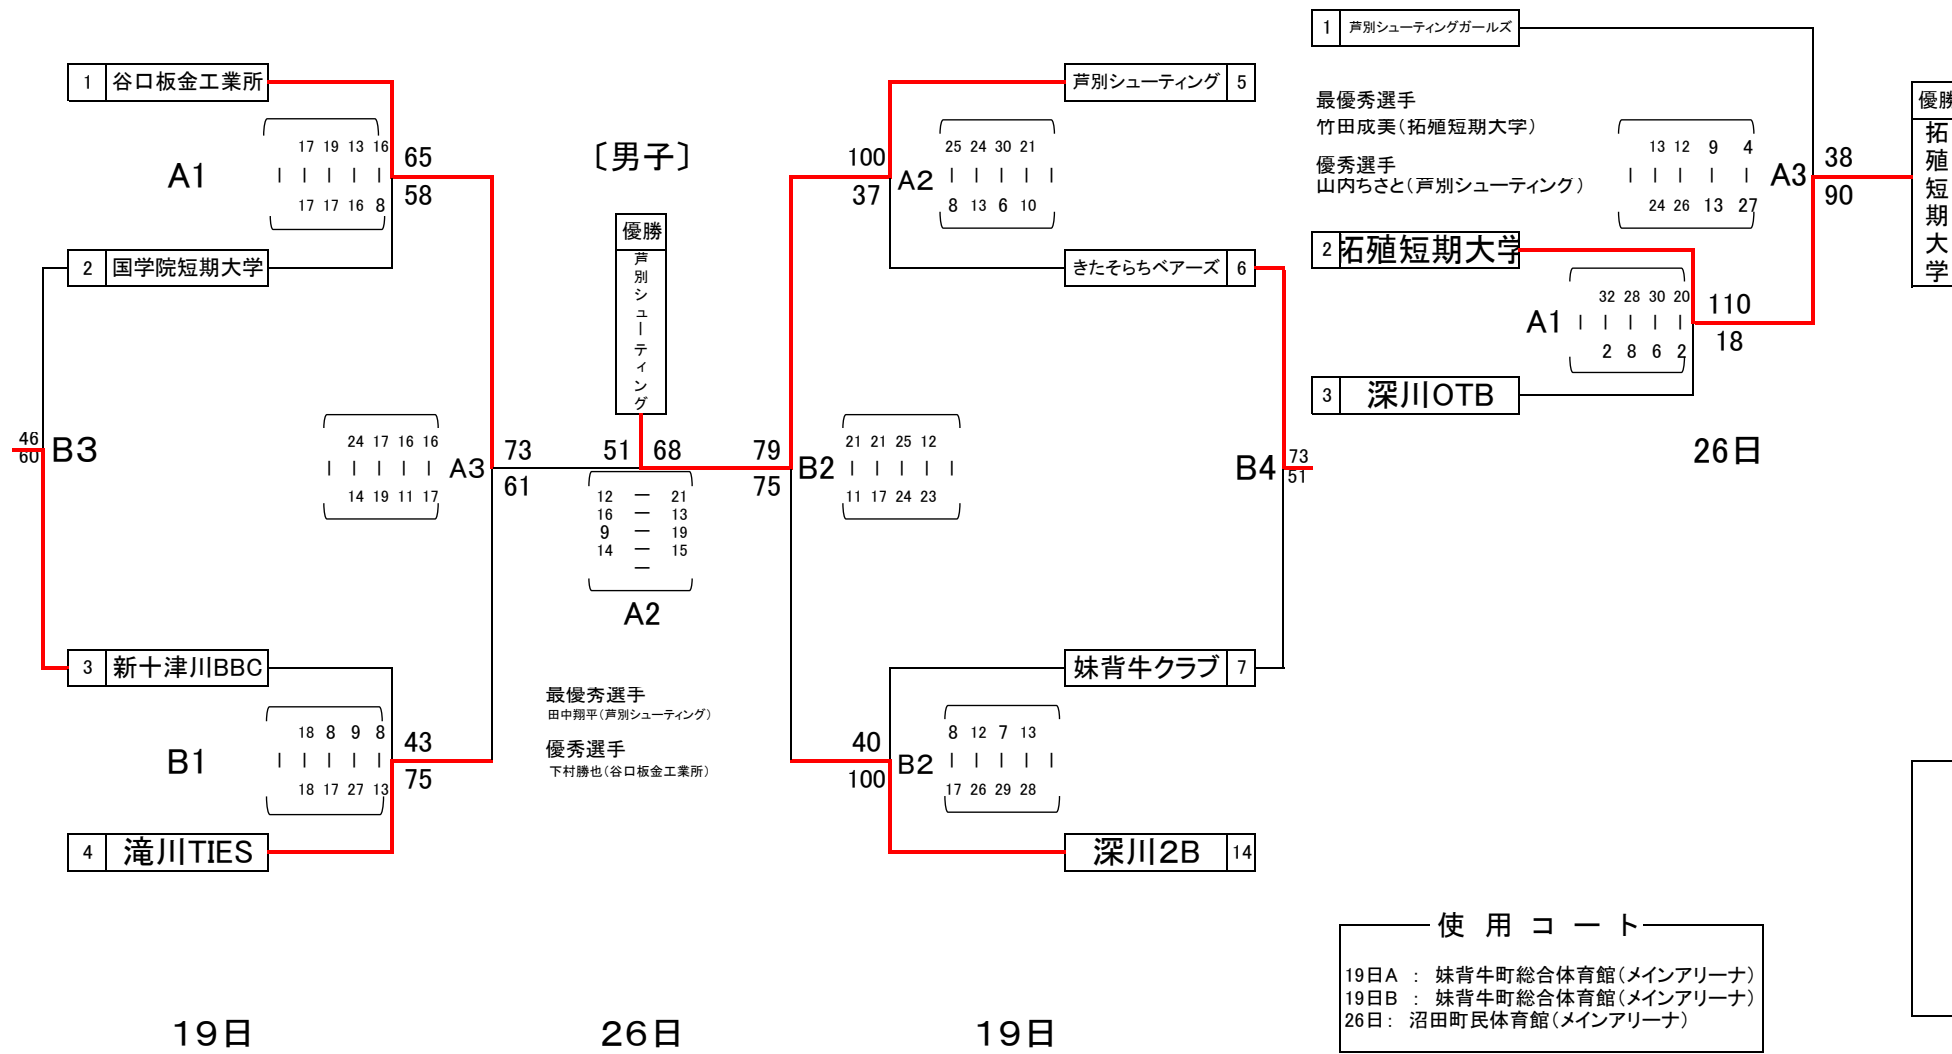 1 谷口板金工業所
17 19 13 16
A1
17 17 16 8
65
58
2 国学院短期大学
46
60
B3
24 17 16 16
A3
14 19 11 17
73
61
3 新十津川BBC
18 8 9 8
B1
18 17 27 13
43
75
4 滝川TIES
〔男子〕
優勝
芦別シューティング
51 68
12 ― 21
16 ― 13
9 ― 19
14 ― 15
―
A2
最優秀選手
田中翔平(芦別シューティング)
優秀選手
下村勝也(谷口板金工業所)
芦別シューティング 5
100
37
A2
25 24 30 21
8 13 6 10
きたそらちベアーズ 6
79
75
B2
21 21 25 12
11 17 24 23
B4
73
51
妹背牛クラブ 7
40
100
B2
8 12 7 13
17 26 29 28
深川2B 14
1 芦別シューティングガールズ
最優秀選手
竹田成美(拓殖短期大学)
優秀選手
山内ちさと(芦別シューティング)
13 12 9 4
A3
24 26 13 27
38
90
優勝
拓殖短期大学
2 拓殖短期大学
32 28 30 20
A1
2 8 6 2
110
18
3 深川OTB
26日
使用コート
19日A : 妹背牛町総合体育館(メインアリーナ)
19日B : 妹背牛町総合体育館(メインアリーナ)
26日: 沼田町民体育館(メインアリーナ)
19日
26日
19日